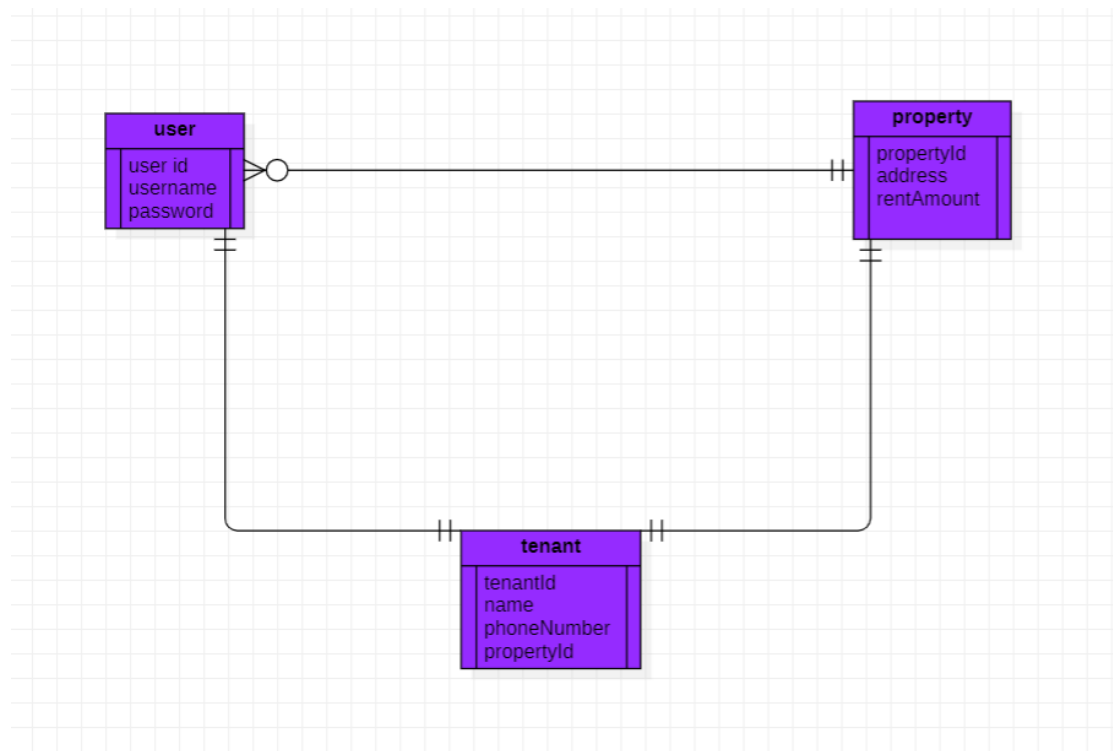 user
user id
username
password
property
propertyId
address
rentAmount
tenant
tenantId
name
phoneNumber
propertyId